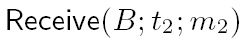 Receive(B; t₂; m₂)